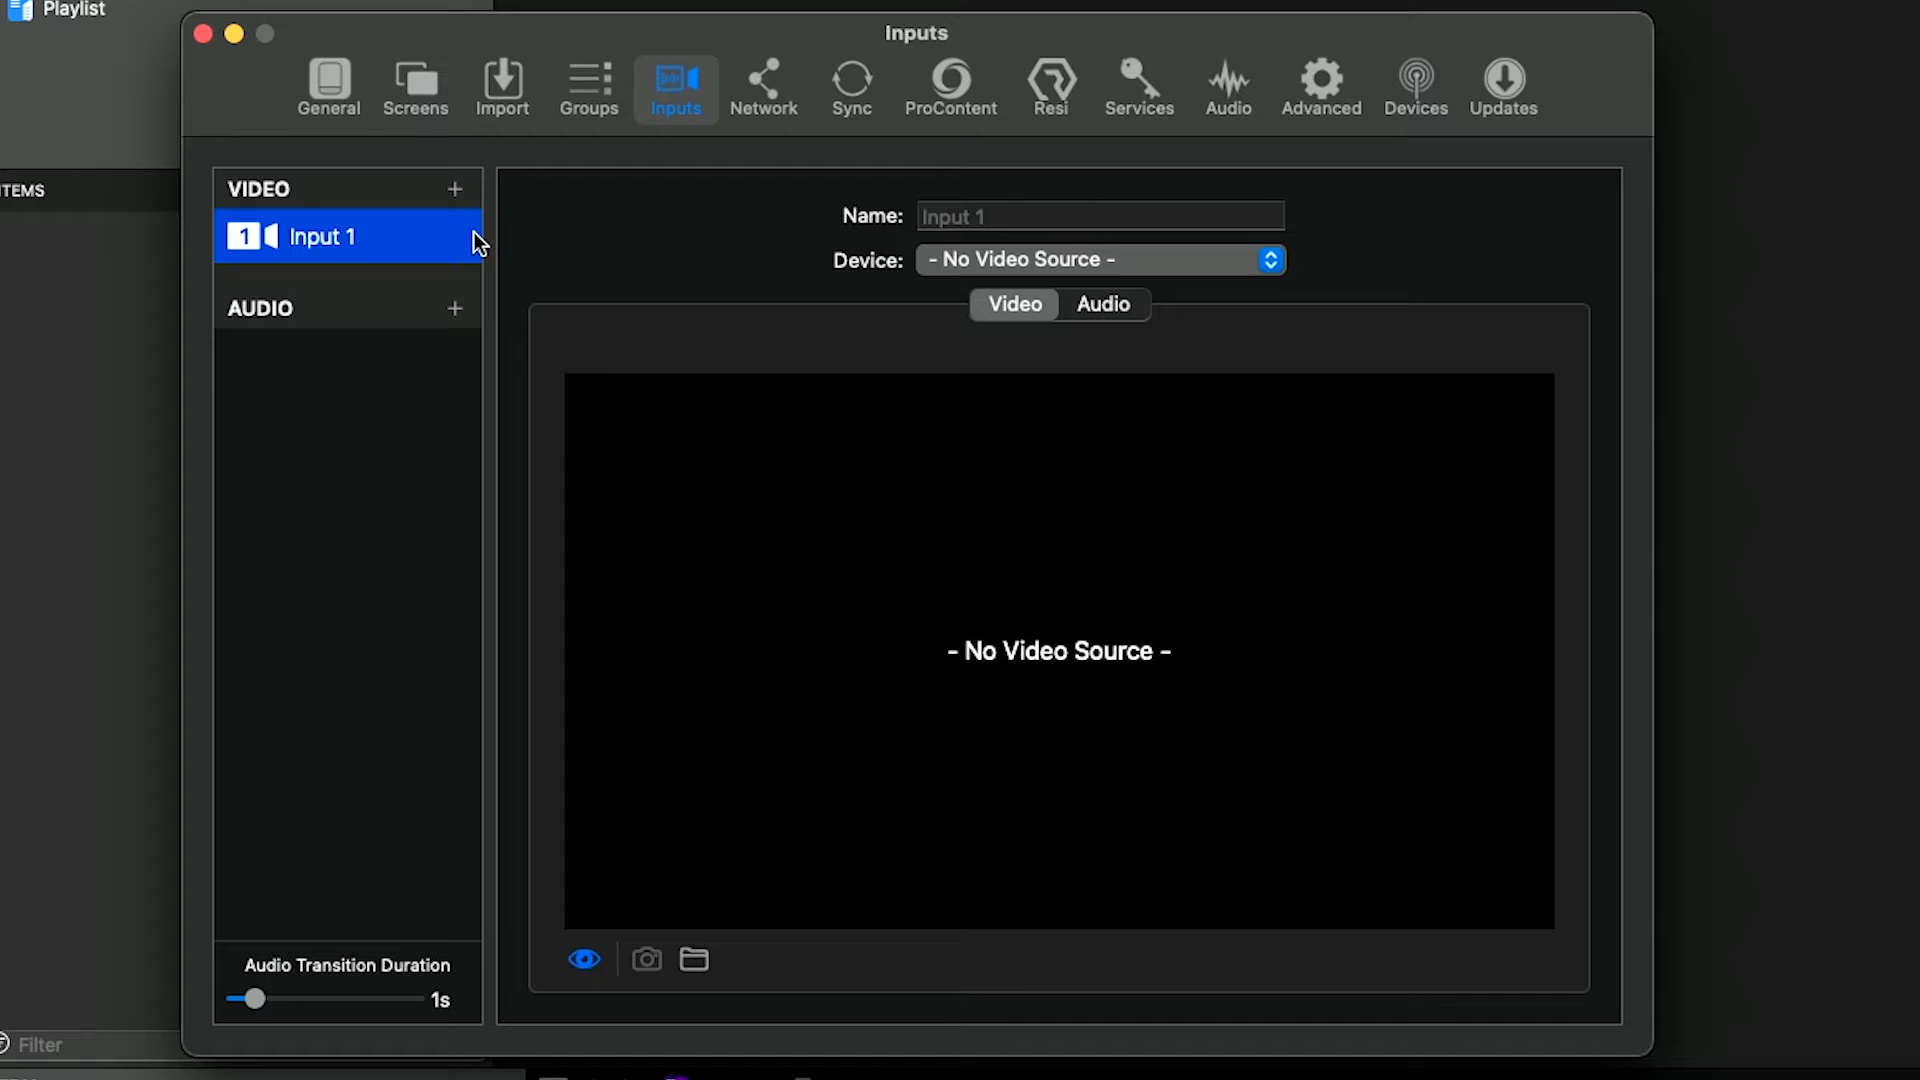 Playlist
Inputs
General Screens Import Groups Inputs Network Sync ProContent Resi Services Audio Advanced Devices Updates
ITEMS
VIDEO +
1 Input 1
AUDIO +
Name: Input 1
Device: - No Video Source -
Video Audio
- No Video Source -
Audio Transition Duration
1s
Filter